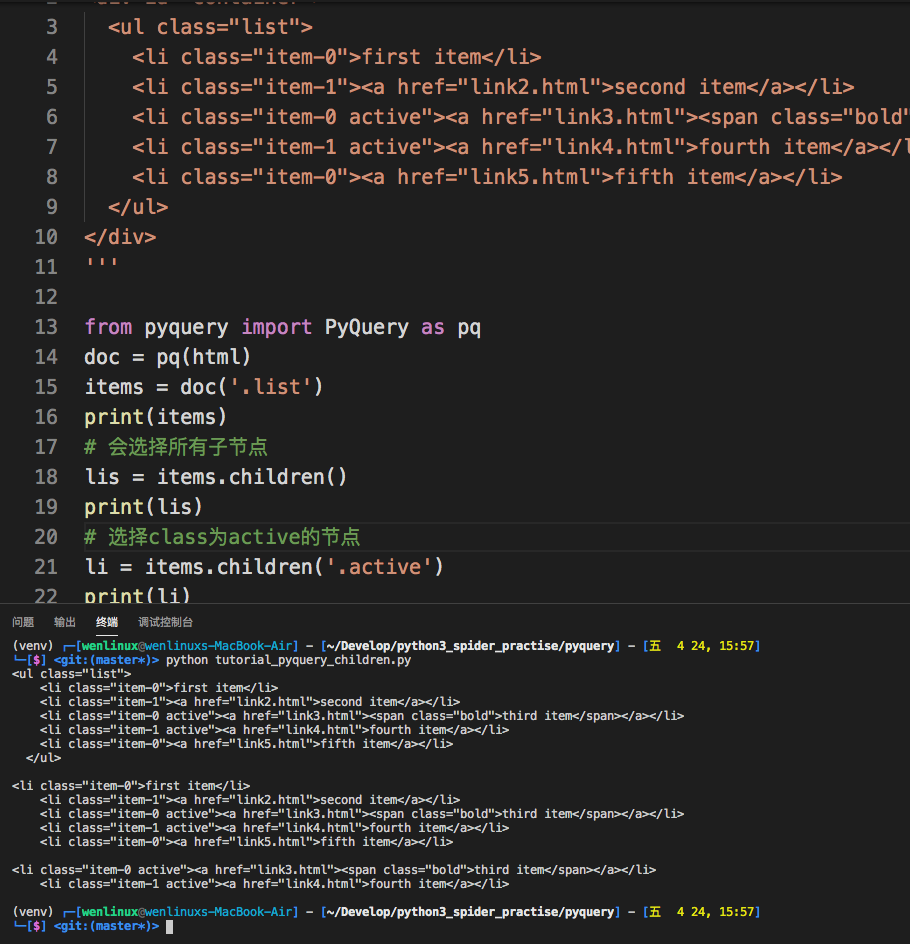 3   <ul class="list">
4     <li class="item-0">first item</li>
5     <li class="item-1"><a href="link2.html">second item</a></li>
6     <li class="item-0 active"><a href="link3.html"><span class="bold"
7     <li class="item-1 active"><a href="link4.html">fourth item</a></l
8     <li class="item-0"><a href="link5.html">fifth item</a></li>
9   </ul>
10 </div>
11 '''
12
13 from pyquery import PyQuery as pq
14 doc = pq(html)
15 items = doc('.list')
16 print(items)
17 # 会选择所有子节点
18 lis = items.children()
19 print(lis)
20 # 选择class为active的节点
21 li = items.children('.active')
22 print(li)
问题 输出 终端 调试控制台
(venv) ┌─[wenlinux@wenlinuxs-MacBook-Air] - [~/Develop/python3_spider_practise/pyquery] - [五  4 24, 15:57]
└─[$] <git:(master*)> python tutorial_pyquery_children.py
<ul class="list">
    <li class="item-0">first item</li>
    <li class="item-1"><a href="link2.html">second item</a></li>
    <li class="item-0 active"><a href="link3.html"><span class="bold">third item</span></a></li>
    <li class="item-1 active"><a href="link4.html">fourth item</a></li>
    <li class="item-0"><a href="link5.html">fifth item</a></li>
  </ul>
<li class="item-0">first item</li>
    <li class="item-1"><a href="link2.html">second item</a></li>
    <li class="item-0 active"><a href="link3.html"><span class="bold">third item</span></a></li>
    <li class="item-1 active"><a href="link4.html">fourth item</a></li>
    <li class="item-0"><a href="link5.html">fifth item</a></li>
<li class="item-0 active"><a href="link3.html"><span class="bold">third item</span></a></li>
    <li class="item-1 active"><a href="link4.html">fourth item</a></li>
(venv) ┌─[wenlinux@wenlinuxs-MacBook-Air] - [~/Develop/python3_spider_practise/pyquery] - [五  4 24, 15:57]
└─[$] <git:(master*)>